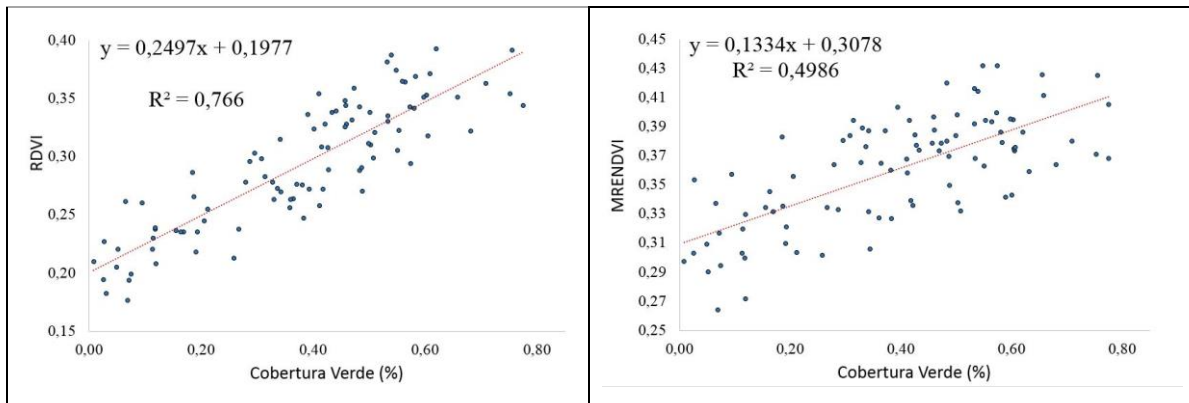 y = 0,2497x + 0,1977
R² = 0,766
RDVI
0,40
0,35
0,30
0,25
0,20
0,15
0,00 0,20 0,40 0,60 0,80
Cobertura Verde (%)
y = 0,1334x + 0,3078
R² = 0,4986
MRENDVI
0,45
0,43
0,41
0,39
0,37
0,35
0,33
0,31
0,29
0,27
0,25
0,00 0,20 0,40 0,60 0,80
Cobertura Verde (%)